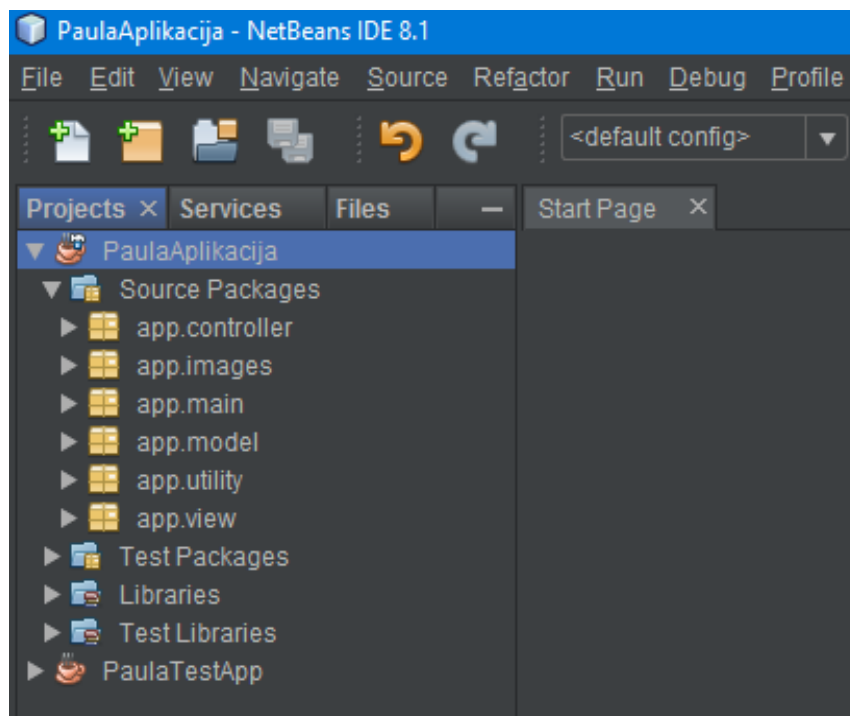 PaulaAplikacija - NetBeans IDE 8.1
File Edit View Navigate Source Refactor Run Debug Profile
<default config>
Projects Services Files Start Page
PaulaAplikacija
Source Packages
app.controller
app.images
app.main
app.model
app.utility
app.view
Test Packages
Libraries
Test Libraries
PaulaTestApp